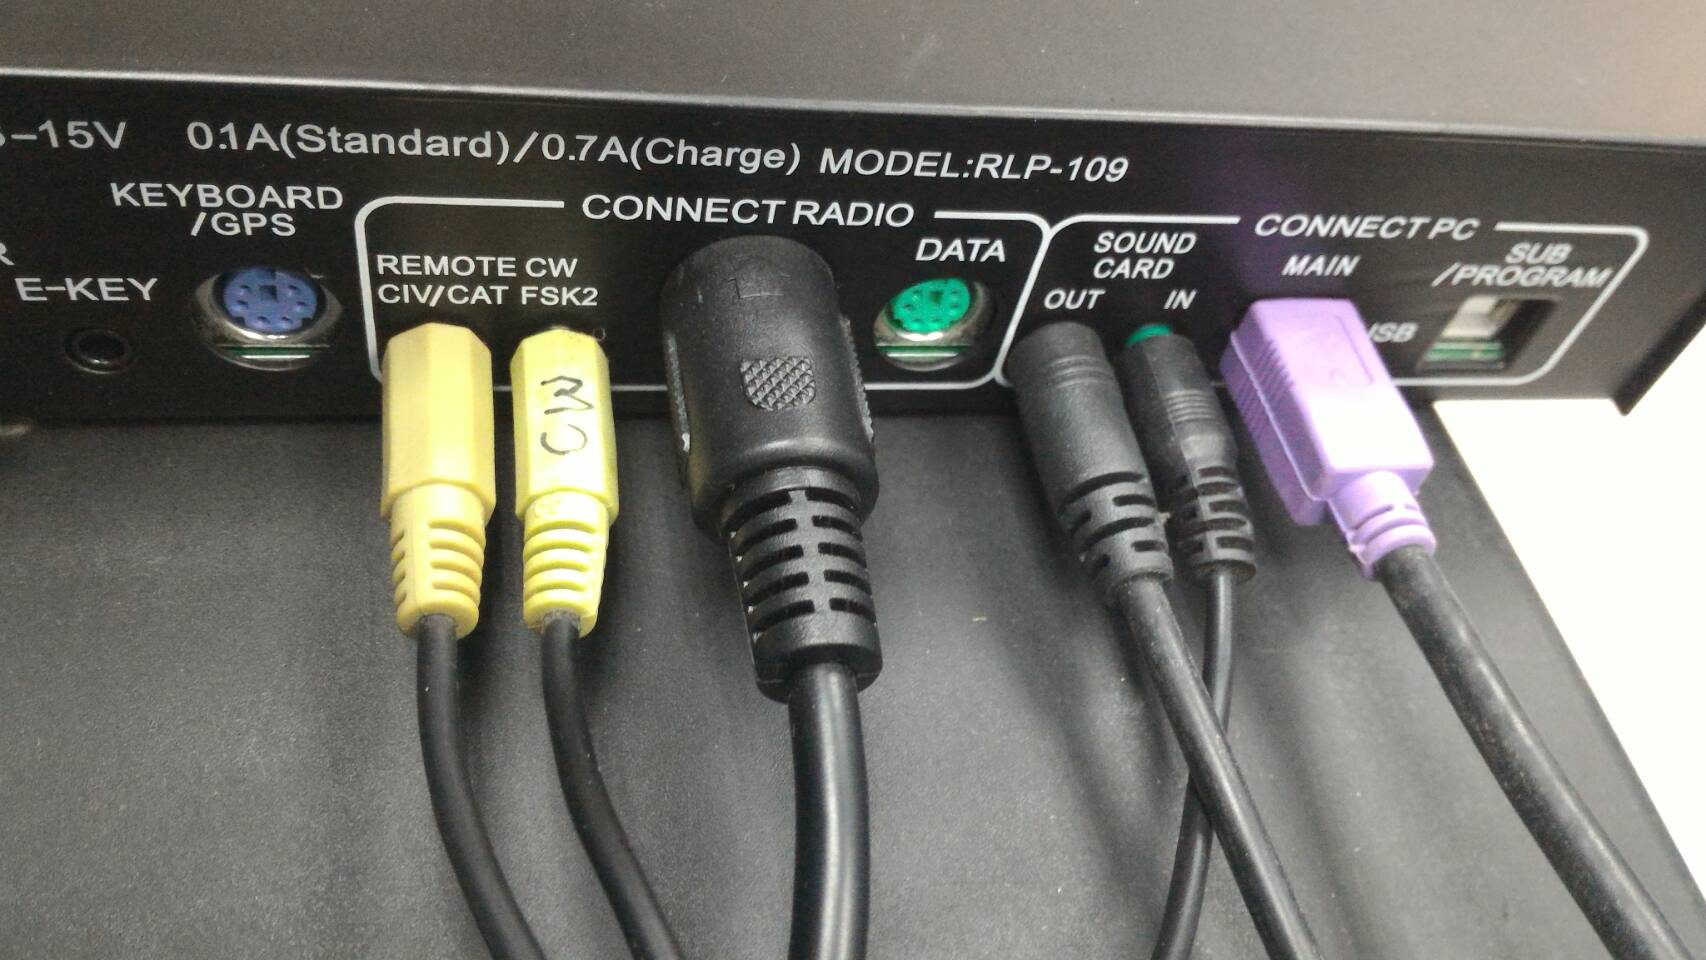 -15V 0.1A(Standard)/0.7A(Charge) MODEL:RLP-109
KEYBOARD
/GPS
E-KEY
CONNECT RADIO
REMOTE CW
CIV/CAT FSK2
DATA
CONNECT PC
SOUND
CARD
OUT IN
MAIN
SUB
/PROGRAM
CW